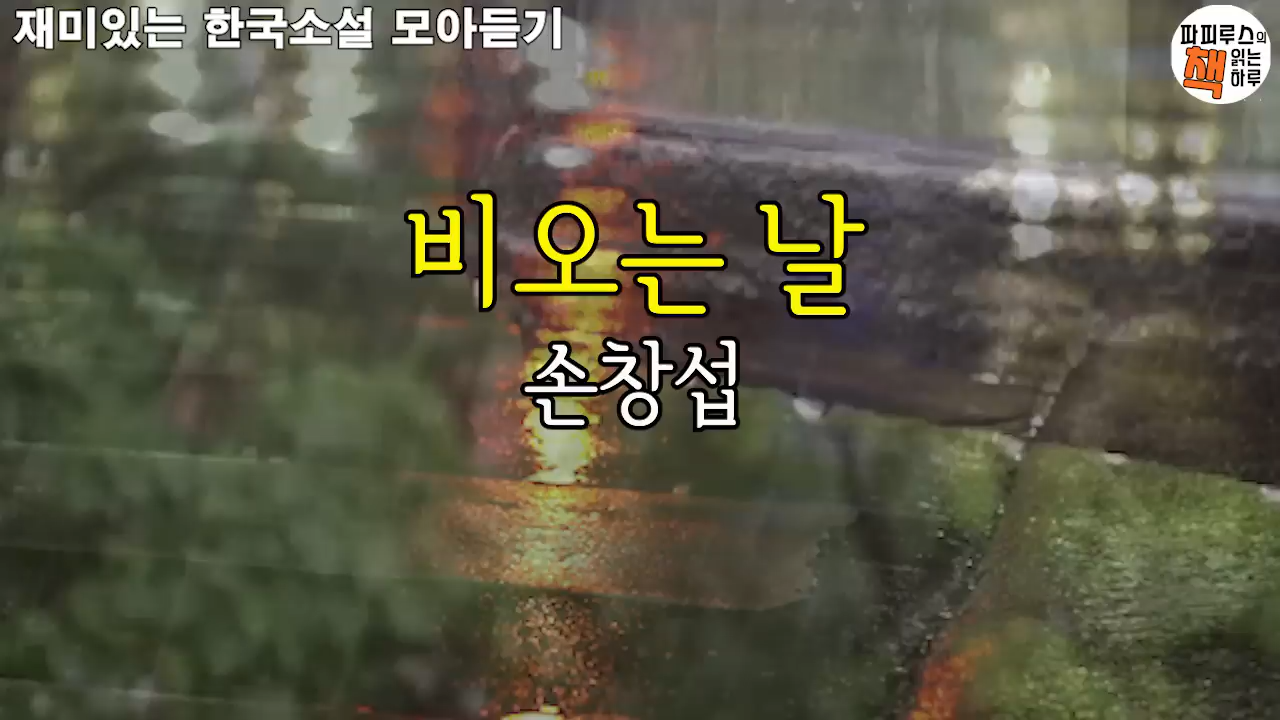 재미있는 한국소설 모아듣기
파피루스의
책 읽는
하루
비오는 날
손창섭